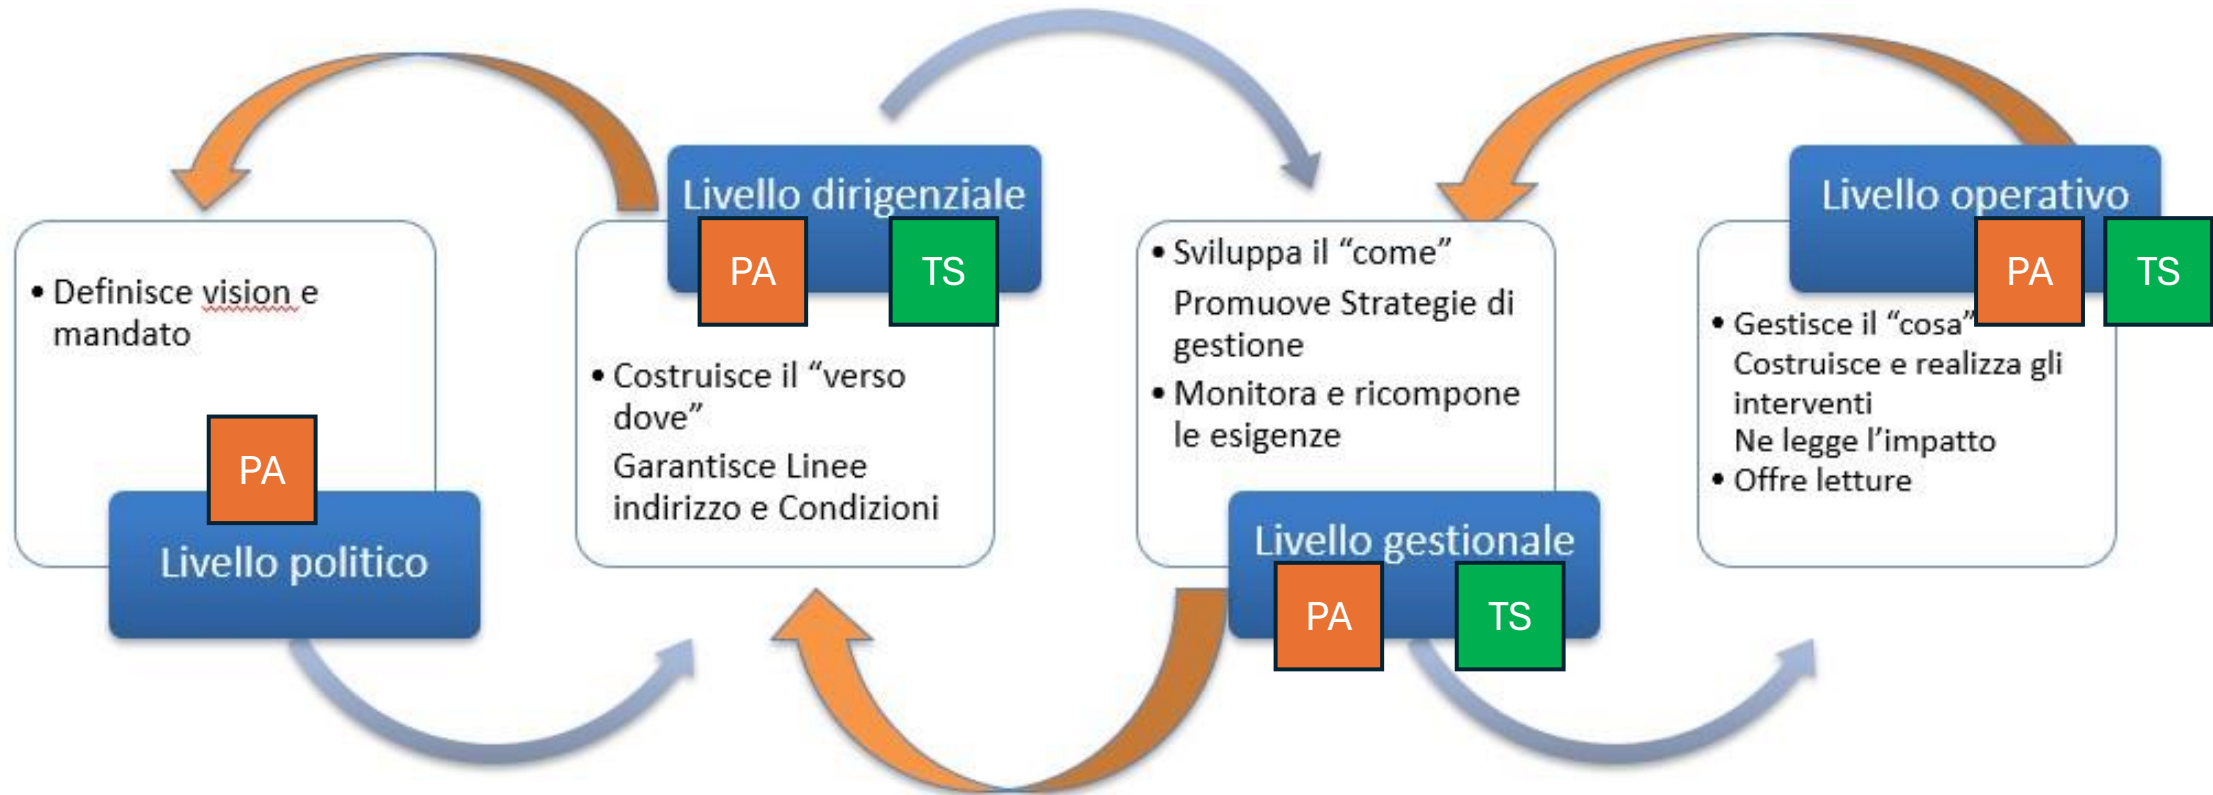 • Definisce vision e
mandato
PA
Livello politico
Livello dirigenziale
PA
TS
• Costruisce il “verso
dove”
Garantisce Linee
indirizzo e Condizioni
• Sviluppa il “come”
Promuove Strategie di
gestione
• Monitora e ricompone
le esigenze
Livello gestionale
PA
TS
Livello operativo
PA
TS
• Gestisce il “cosa”
Costruisce e realizza gli
interventi
Ne legge l’impatto
• Offre letture